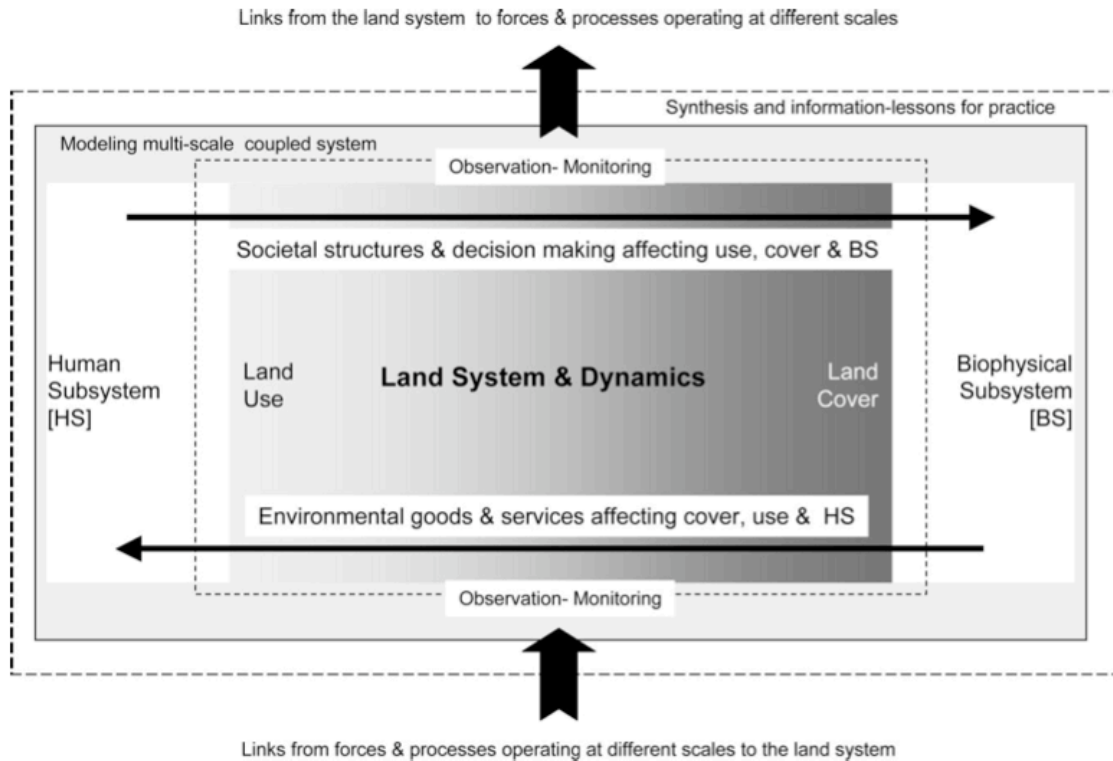 Links from the land system to forces & processes operating at different scales
Synthesis and information-lessons for practice
Modeling multi-scale coupled system
Observation- Monitoring
Societal structures & decision making affecting use, cover & BS
Human
Subsystem
[HS]
Land
Use
Land System & Dynamics
Land
Cover
Biophysical
Subsystem
[BS]
Environmental goods & services affecting cover, use & HS
Observation- Monitoring
Links from forces & processes operating at different scales to the land system